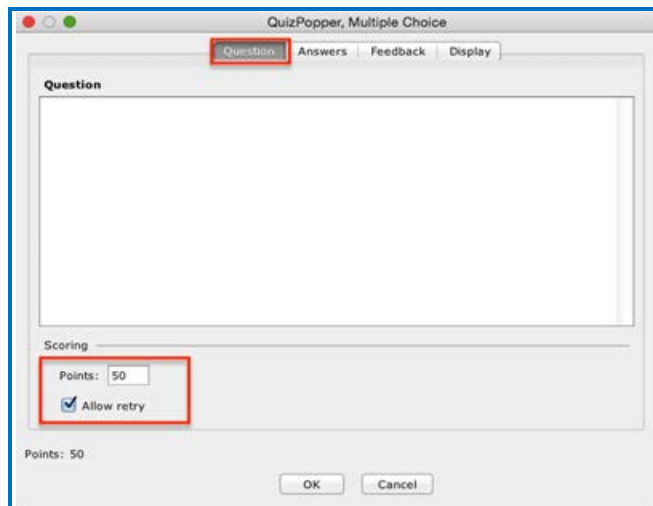 QuizPopper, Multiple Choice
Question Answers Feedback Display
Question
Scoring
Points: 50
Allow retry
Points: 50
OK Cancel